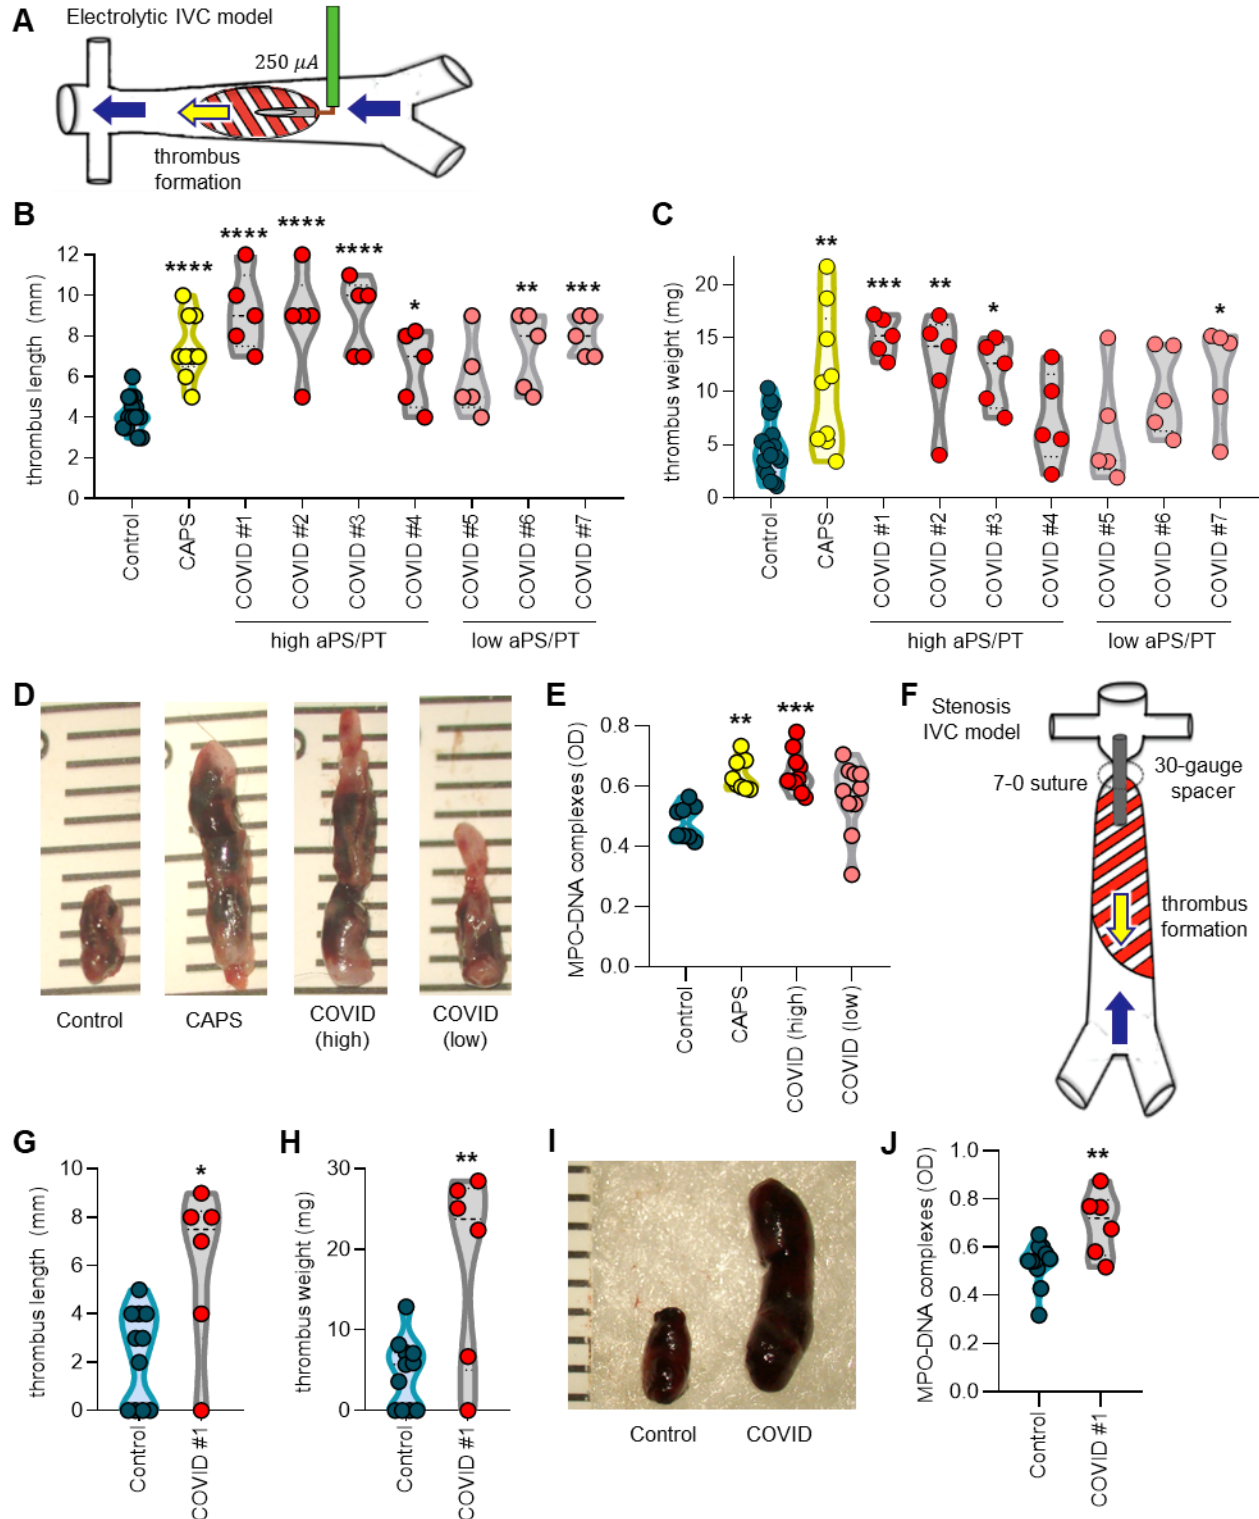 A
Electrolytic IVC model
250 μA
thrombus
formation
B
thrombus length (mm)
12
10
8
6
4
2
0
****
****
****
****
*
**
***
Control
CAPS
COVID #1
COVID #2
COVID #3
COVID #4
COVID #5
COVID #6
COVID #7
high aPS/PT
low aPS/PT
C
thrombus weight (mg)
20
15
10
5
0
**
***
**
*
*
Control
CAPS
COVID #1
COVID #2
COVID #3
COVID #4
COVID #5
COVID #6
COVID #7
high aPS/PT
low aPS/PT
D
Control
CAPS
COVID
(high)
COVID
(low)
E
MPO-DNA complexes (OD)
0.8
0.6
0.4
0.2
0.0
**
***
Control
CAPS
COVID (high)
COVID (low)
F
Stenosis
IVC model
7-0 suture
30-gauge
spacer
thrombus
formation
G
thrombus length (mm)
10
8
6
4
2
0
*
Control
COVID #1
H
thrombus weight (mg)
30
20
10
0
**
Control
COVID #1
I
Control
COVID
J
MPO-DNA complexes (OD)
1.0
0.8
0.6
0.4
0.2
0.0
**
Control
COVID #1